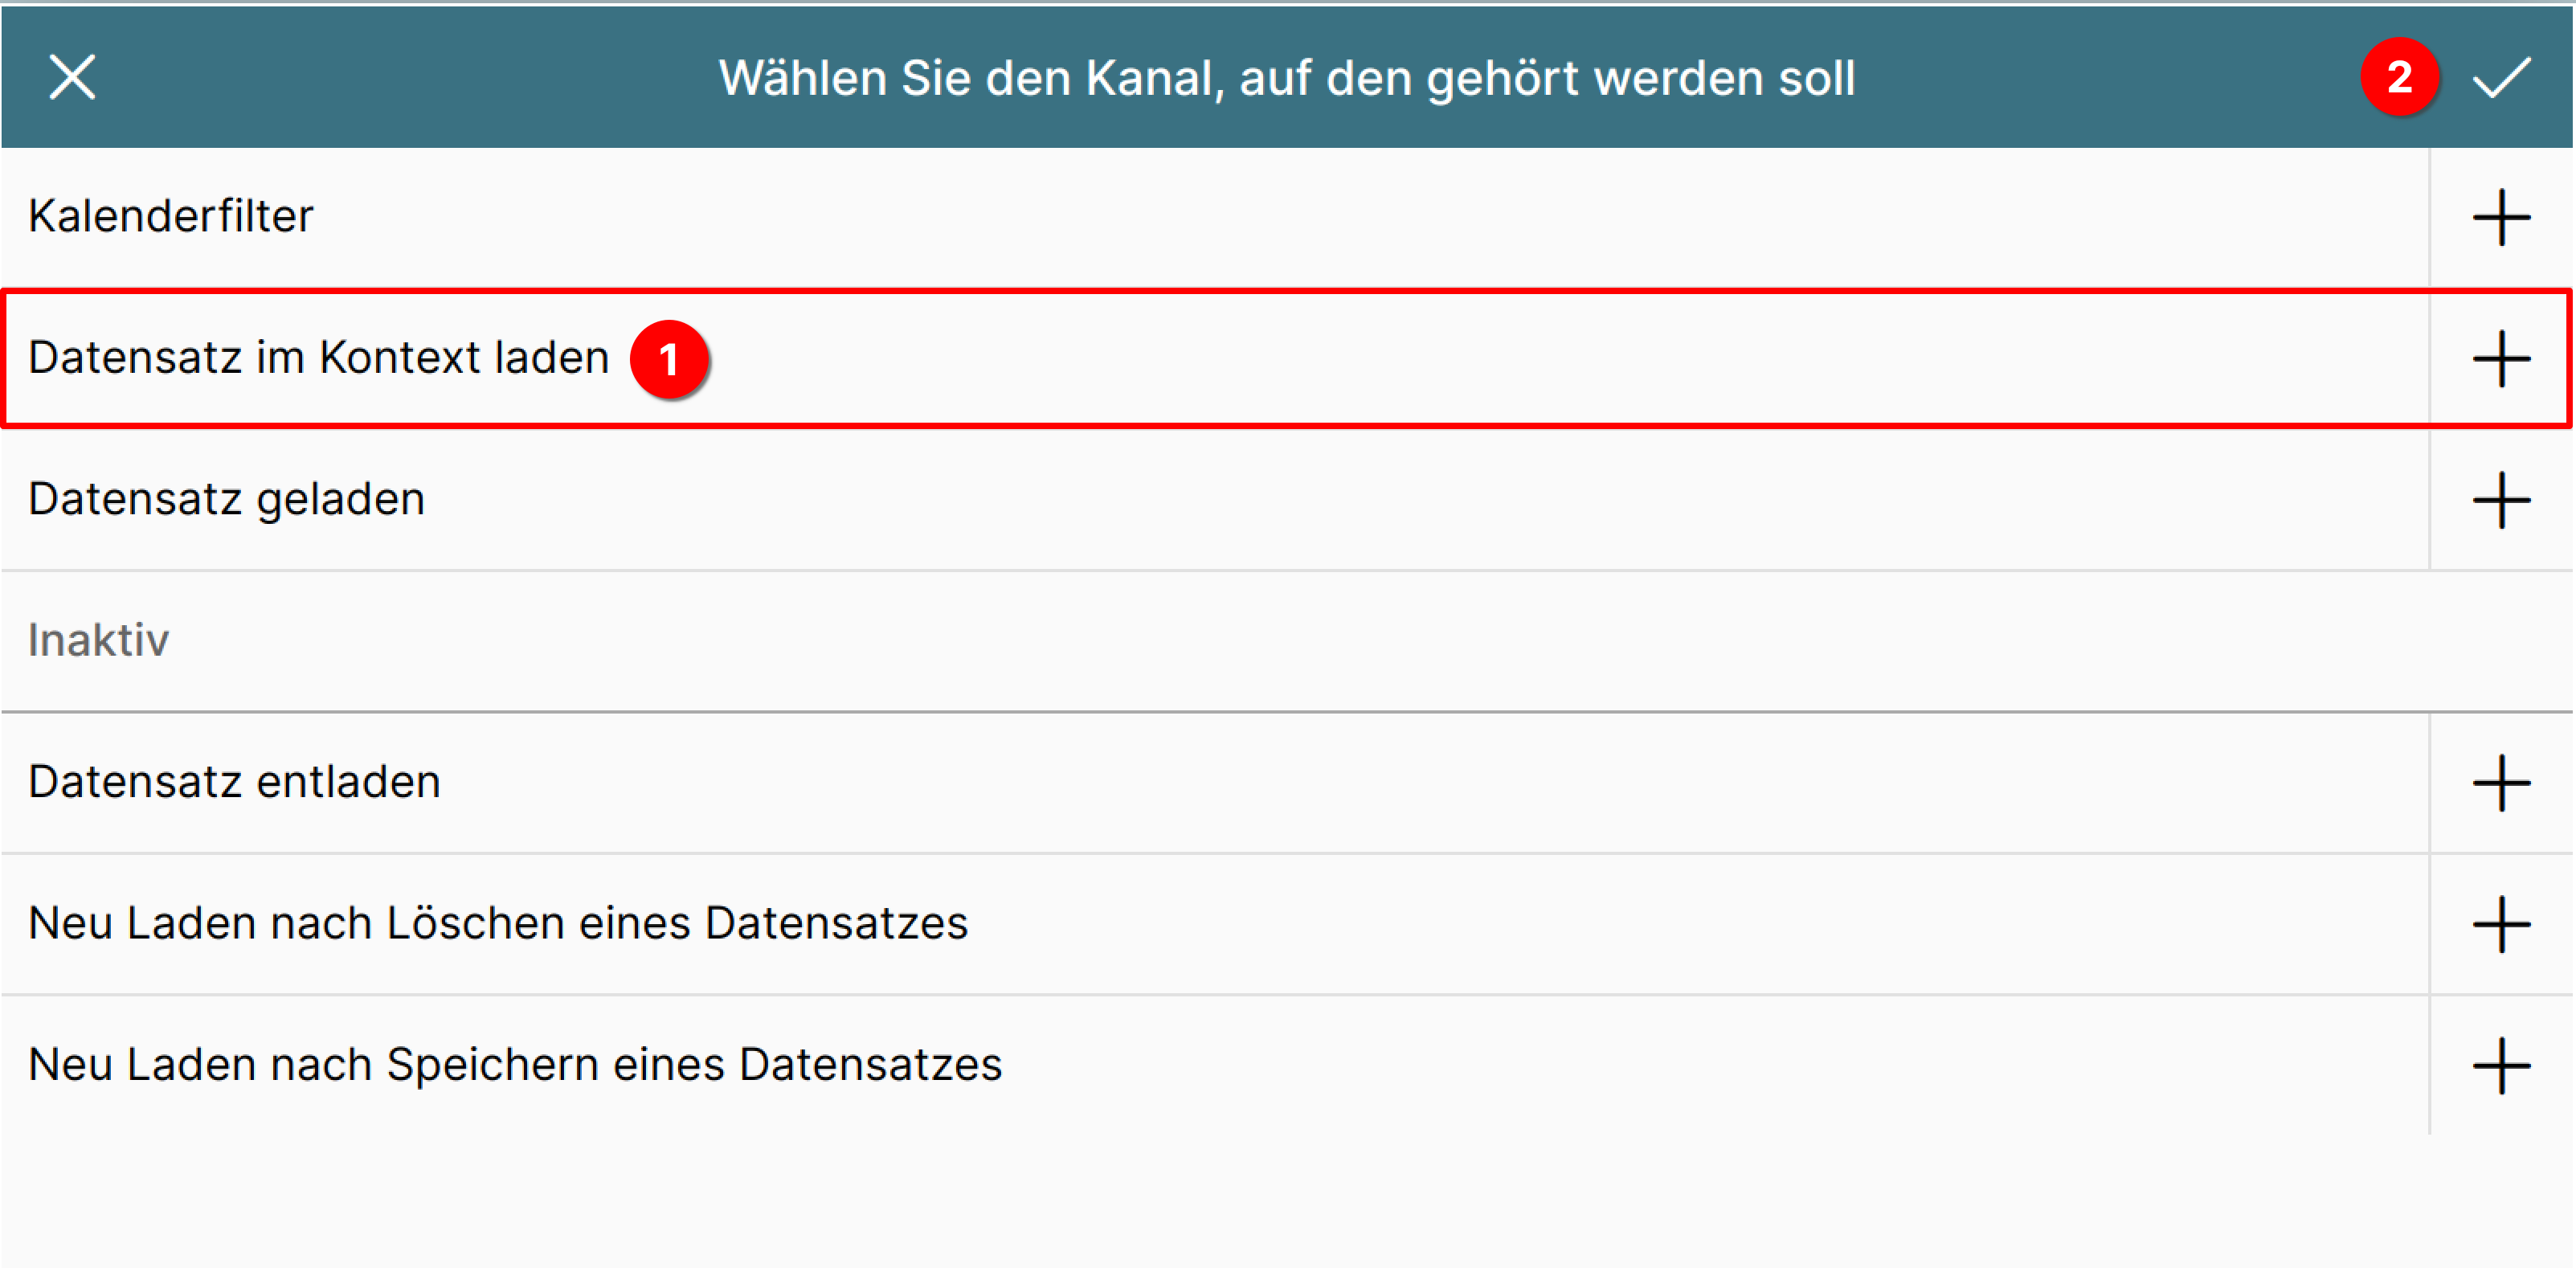 Wählen Sie den Kanal, auf den gehört werden soll 2
Kalenderfilter
Datensatz im Kontext laden 1
Datensatz geladen
Inaktiv
Datensatz entladen
Neu Laden nach Löschen eines Datensatzes
Neu Laden nach Speichern eines Datensatzes